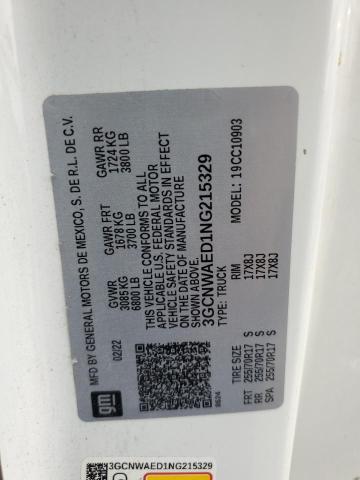 MFD BY GENERAL MOTORS DE MEXICO, S. DE R.L. DE C.V.
02/22 GVWR GAWR FRT GAWR RR
3085 KG 1678 KG 1724 KG
6800 LB 3700 LB 3800 LB
THIS VEHICLE CONFORMS TO ALL
APPLICABLE U.S. FEDERAL MOTOR
VEHICLE SAFETY STANDARDS IN EFFECT
ON THE DATE OF MANUFACTURE
SHOWN ABOVE.
3GCNWAED1NG215329
TYPE: TRUCK MODEL: 19CC10903
gm
TIRE SIZE RIM
FRT 255/70R17 S 17X8J
RR 255/70R17 S 17X8J
SPA 255/70R17 S 17X8J
3GCNWAED1NG215329